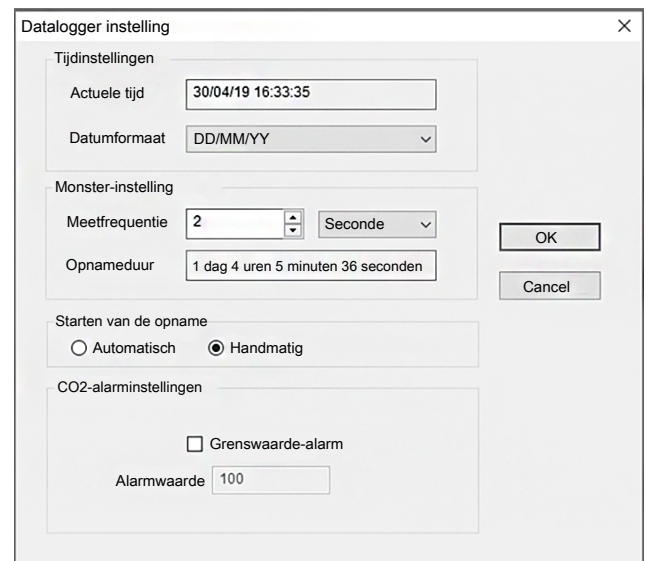 Datalogger instelling
Tijdinstellingen
Actuele tijd 30/04/19 16:33:35
Datumformaat DD/MM/YY
Monster-instelling
Meetfrequentie 2 Seconde
Opnameduur 1 dag 4 uren 5 minuten 36 seconden
OK
Cancel
Starten van de opname
Automatisch Handmatig
CO2-alarminstellingen
Grenswaarde-alarm
Alarmwaarde 100